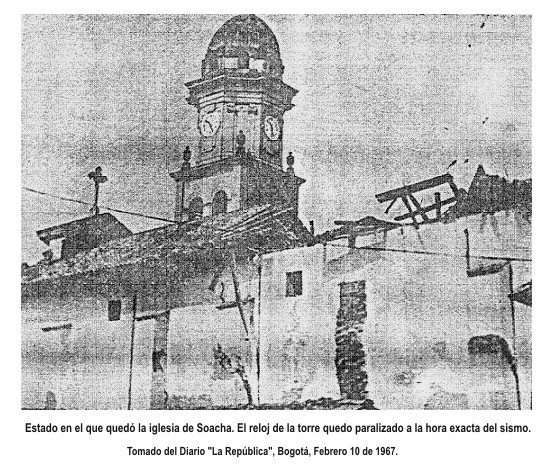 Estado en el que quedó la iglesia de Soacha. El reloj de la torre quedo paralizado a la hora exacta del sismo.
Tomado del Diario "La República", Bogotá, Febrero 10 de 1967.